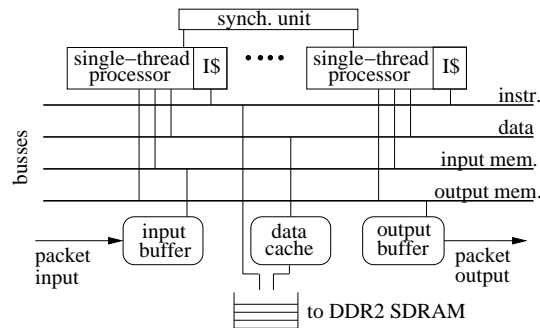 synch. unit
single−thread processor
I$
single−thread processor
I$
busses
instr.
data
input mem.
output mem.
input buffer
data cache
output buffer
packet input
packet output
to DDR2 SDRAM